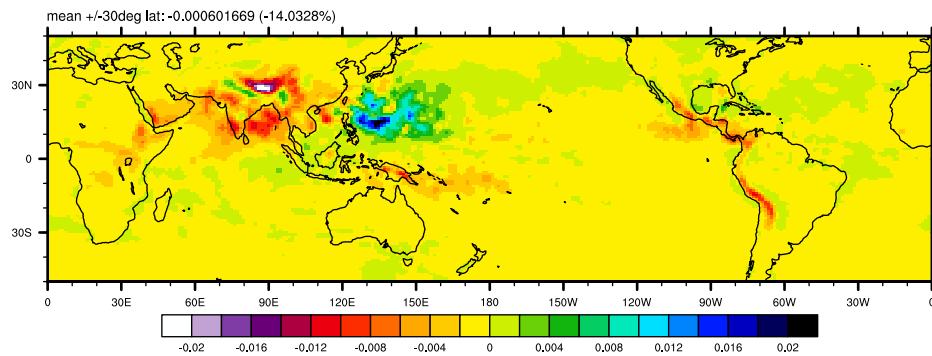 mean +/-30deg lat: -0.000601669 (-14.0328%)
30N
0
30S
0 30E 60E 90E 120E 150E 180 150W 120W 90W 60W 30W 0
-0.02 -0.016 -0.012 -0.008 -0.004 0 0.004 0.008 0.012 0.016 0.02